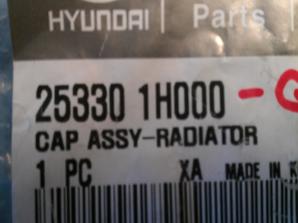 HYUNDAI Parts
25330 1H000
CAP ASSY-RADIATOR
1 PC XA MADE IN